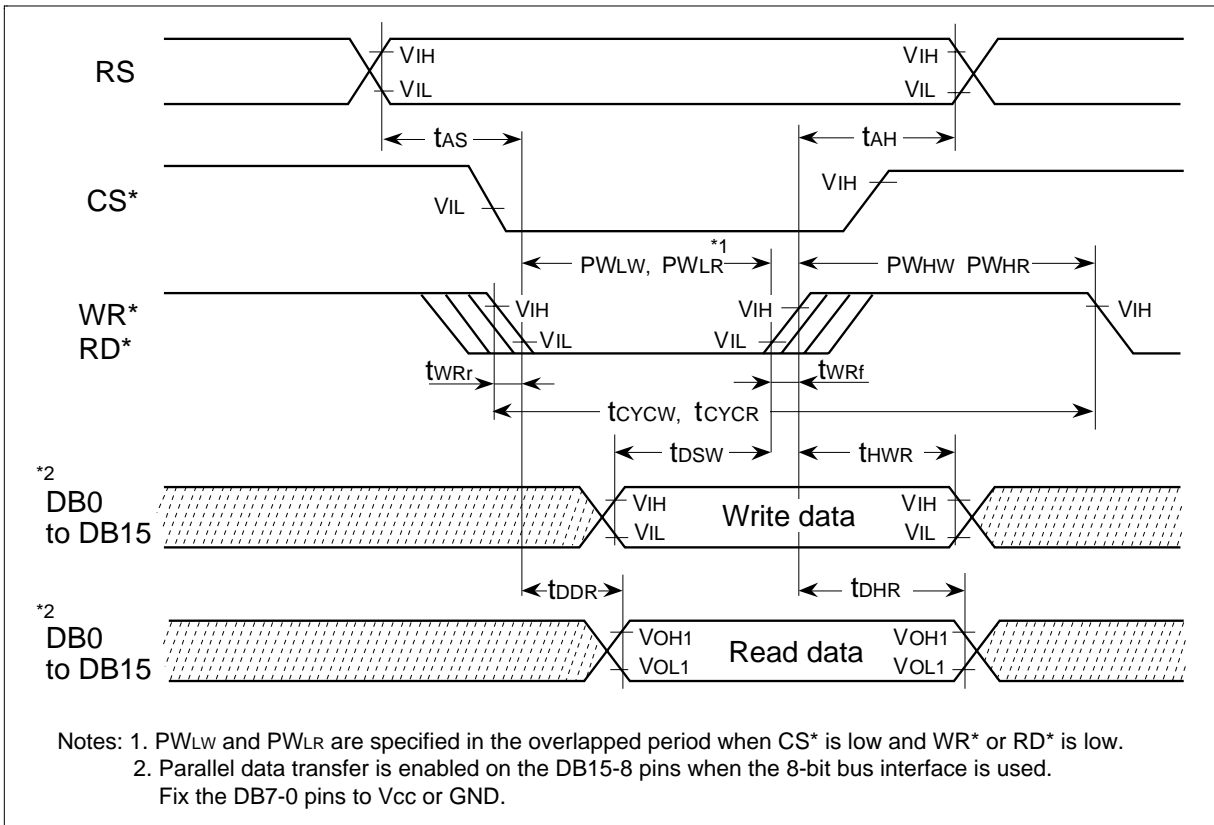 RS
VIH
VIL
VIH
VIL
tAS
tAH
CS*
VIL
VIH
PWLW, PWLR *1
PWHW PWHR
WR*
RD*
VIH
VIL
VIH
VIL
VIH
tWRr
tWRf
tCYCW, tCYCR
tDSW
tHWR
*2
DB0
to DB15
VIH
VIL
Write data
VIH
VIL
tDDR
tDHR
*2
DB0
to DB15
VOH1
VOL1
Read data
VOH1
VOL1
Notes: 1. PWLW and PWLR are specified in the overlapped period when CS* is low and WR* or RD* is low.
2. Parallel data transfer is enabled on the DB15-8 pins when the 8-bit bus interface is used.
Fix the DB7-0 pins to Vcc or GND.